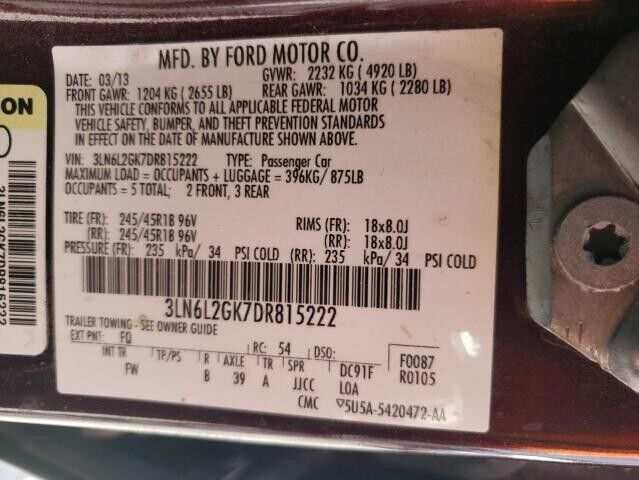 MFD. BY FORD MOTOR CO.
DATE: 03/13 GVWR: 2232 KG ( 4920 LB)
FRONT GAWR: 1204 KG ( 2655 LB) REAR GAWR: 1034 KG ( 2280 LB)
THIS VEHICLE CONFORMS TO ALL APPLICABLE FEDERAL MOTOR
VEHICLE SAFETY, BUMPER, AND THEFT PREVENTION STANDARDS
IN EFFECT ON THE DATE OF MANUFACTURE SHOWN ABOVE.
VIN: 3LN6L2GK7DR815222 TYPE: Passenger Car
MAXIMUM LOAD = OCCUPANTS + LUGGAGE = 396KG/ 875LB
OCCUPANTS = 5 TOTAL; 2 FRONT, 3 REAR
TIRE (FR): 245/45R18 96V RIMS (FR): 18x8.0J
(RR): 245/45R18 96V (RR): 18x8.0J
PRESSURE (FR): 235 kPa/ 34 PSI COLD (RR): 235 kPa/ 34 PSI COLD
3LN6L2GK7DR815222
TRAILER TOWING - SEE OWNER GUIDE
EXT PNT: FQ RC: 54 DSO: F0087
INT TR TP/PS R AXLE TR SPR DC91F R0105
FW B 39 A JJCC LOA
CMC 5U5A-5420472-AA
ON
3LN6L2GK7DR815222